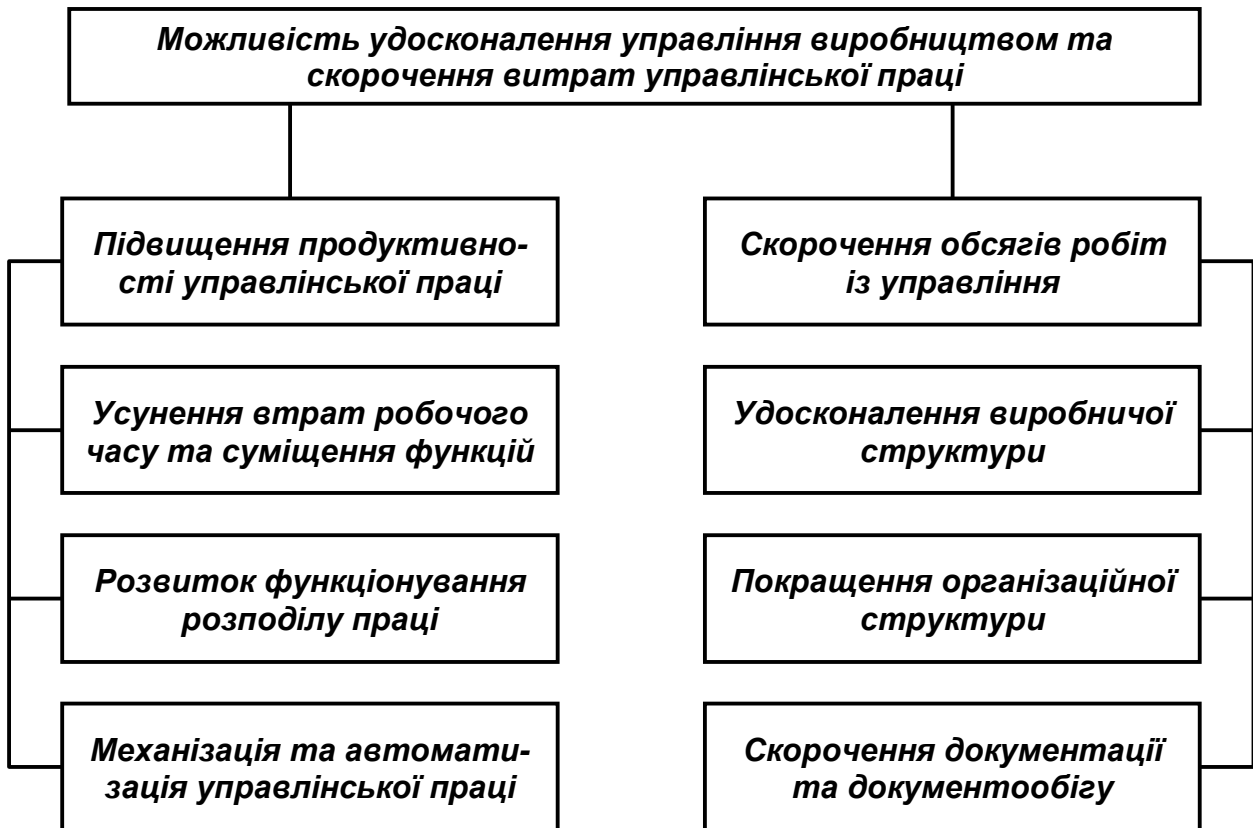 Можливість удосконалення управління виробництвом та
скорочення витрат управлінської праці
Підвищення продуктивно-
сті управлінської праці
Усунення втрат робочого
часу та суміщення функцій
Розвиток функціонування
розподілу праці
Механізація та автомати-
зація управлінської праці
Скорочення обсягів робіт
із управління
Удосконалення виробничої
структури
Покращення організаційної
структури
Скорочення документації
та документообігу